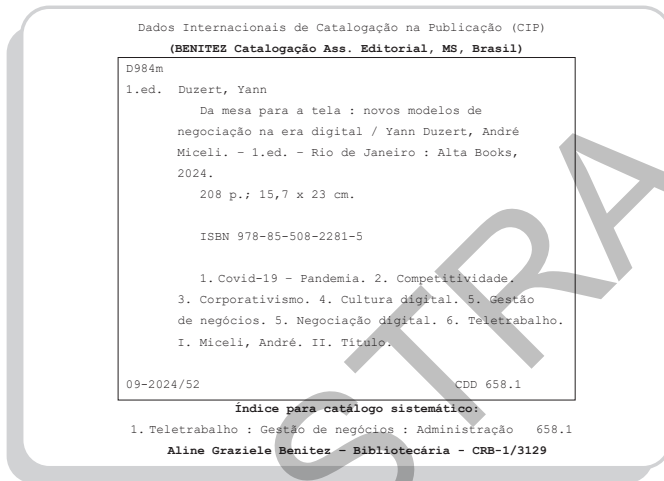 Dados Internacionais de Catalogação na Publicação (CIP)
(BENITEZ Catalogação Ass. Editorial, MS, Brasil)
D984m
1.ed. Duzert, Yann
Da mesa para a tela : novos modelos de
negociação na era digital / Yann Duzert, André
Miceli. – 1.ed. – Rio de Janeiro : Alta Books,
2024.
208 p.; 15,7 x 23 cm.
ISBN 978-85-508-2281-5
1. Covid-19 – Pandemia. 2. Competitividade.
3. Corporativismo. 4. Cultura digital. 5. Gestão
de negócios. 5. Negociação digital. 6. Teletrabalho.
I. Miceli, André. II. Título.
09-2024/52 CDD 658.1
Índice para catálogo sistemático:
1. Teletrabalho : Gestão de negócios : Administração 658.1
Aline Graziele Benitez – Bibliotecária - CRB-1/3129
STRA